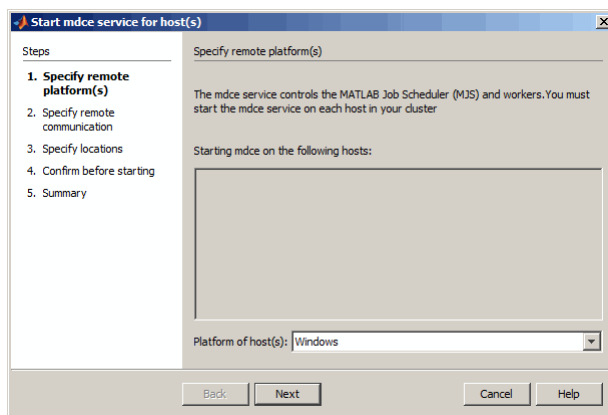 Start mdce service for host(s)
Steps
1. Specify remote
platform(s)
2. Specify remote
communication
3. Specify locations
4. Confirm before starting
5. Summary
Specify remote platform(s)
The mdce service controls the MATLAB Job Scheduler (MJS) and workers.You must
start the mdce service on each host in your cluster
Starting mdce on the following hosts:
Platform of host(s): Windows
Back Next Cancel Help